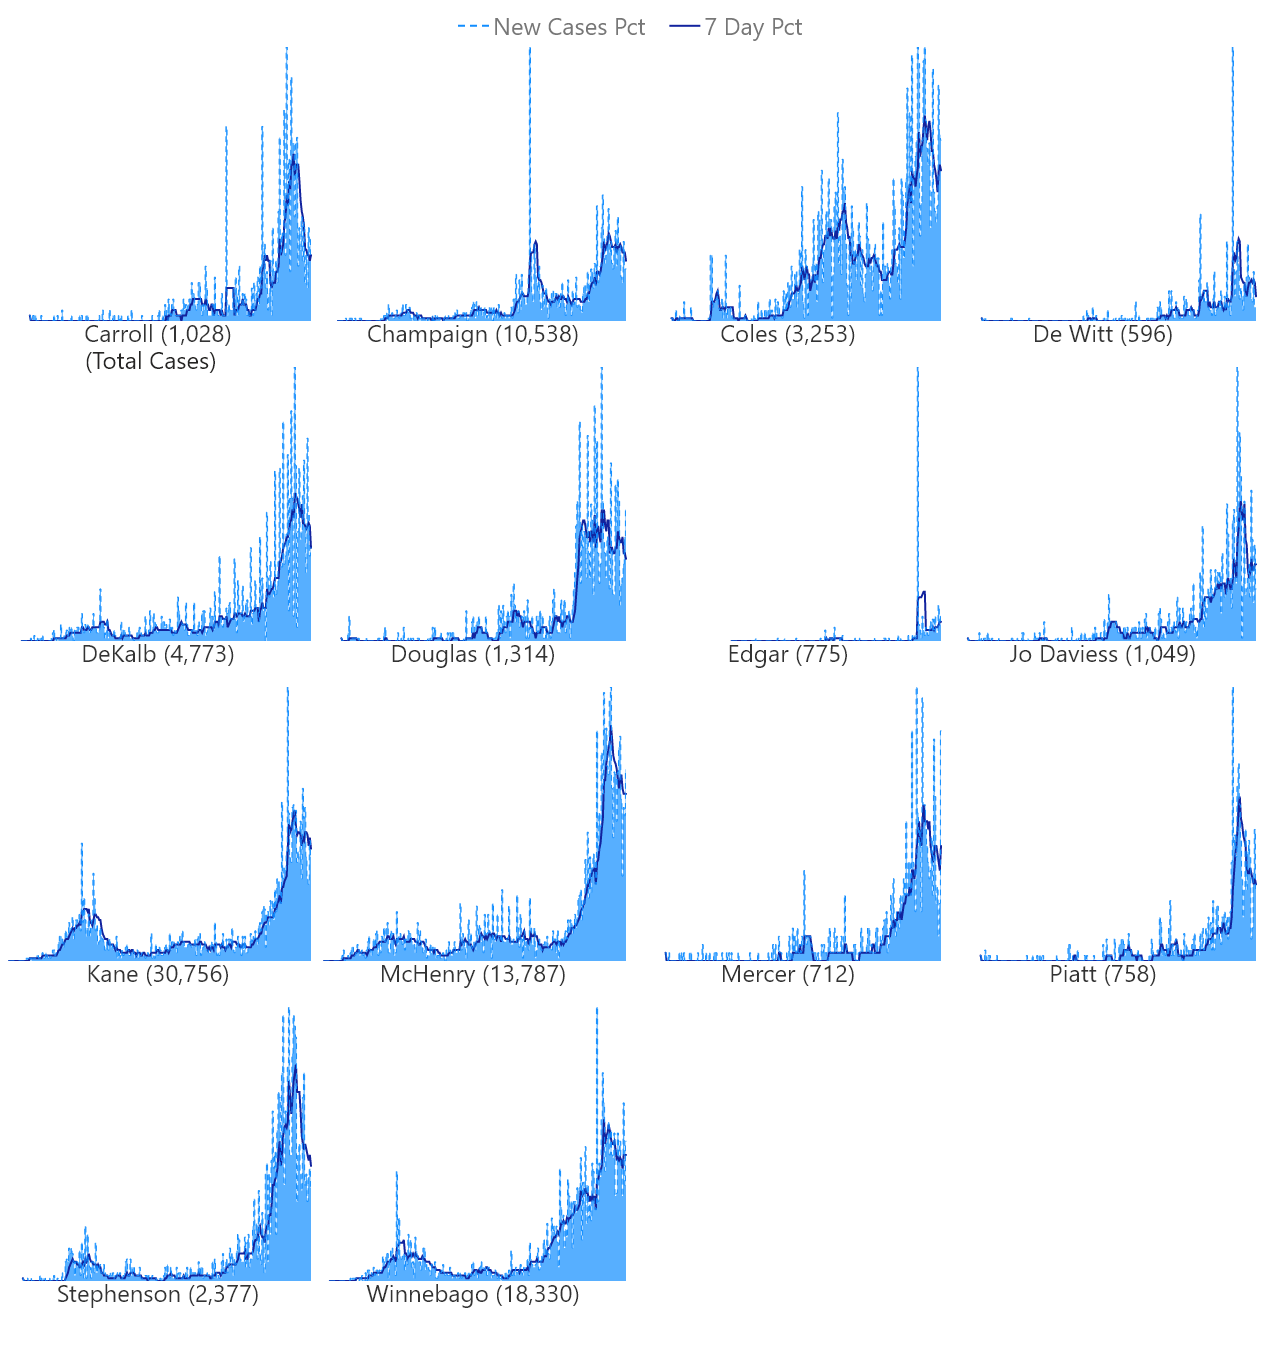 New Cases Pct 7 Day Pct
Carroll (1,028)
(Total Cases)
Champaign (10,538)
Coles (3,253)
De Witt (596)
DeKalb (4,773)
Douglas (1,314)
Edgar (775)
Jo Daviess (1,049)
Kane (30,756)
McHenry (13,787)
Mercer (712)
Piatt (758)
Stephenson (2,377)
Winnebago (18,330)